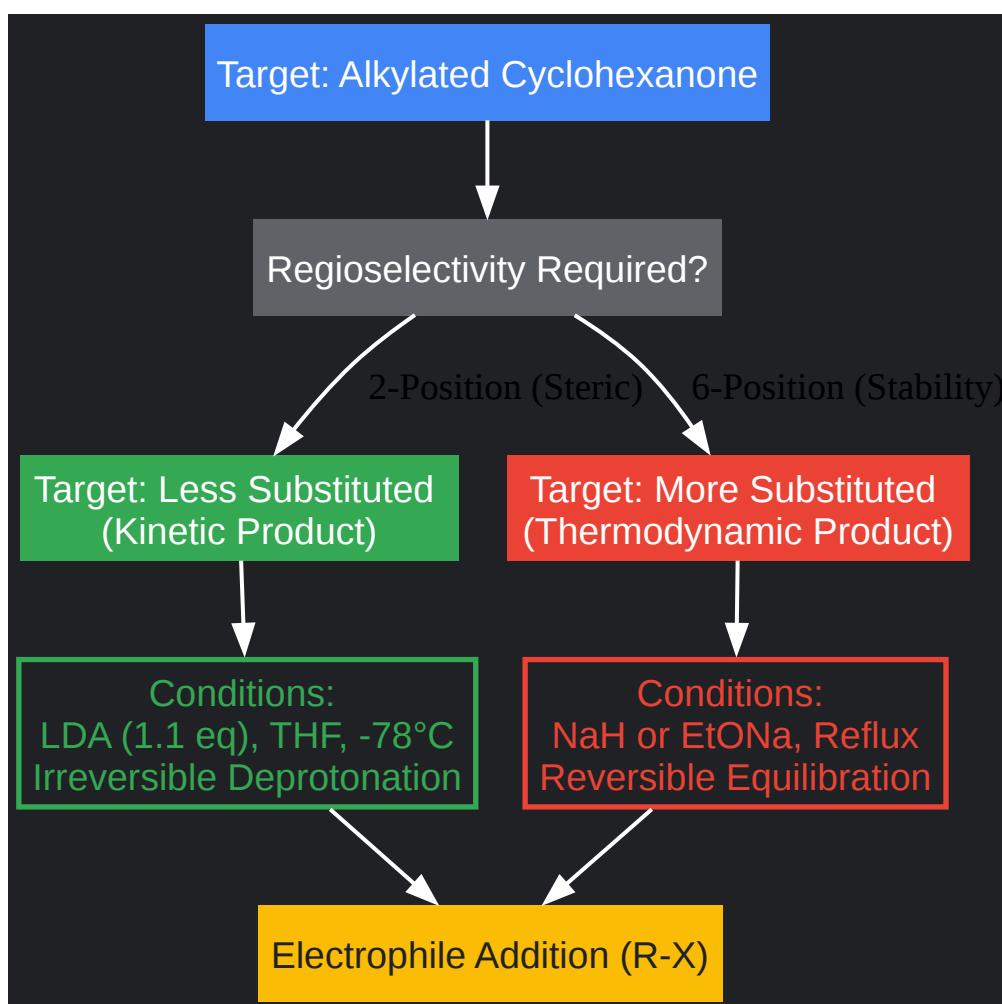 Target: Alkylated Cyclohexanone
Regioselectivity Required?
2-Position (Steric)
6-Position (Stability)
Target: Less Substituted
(Kinetic Product)
Target: More Substituted
(Thermodynamic Product)
Conditions:
LDA (1.1 eq), THF, -78°C
Irreversible Deprotonation
Conditions:
NaH or EtONa, Reflux
Reversible Equilibration
Electrophile Addition (R-X)